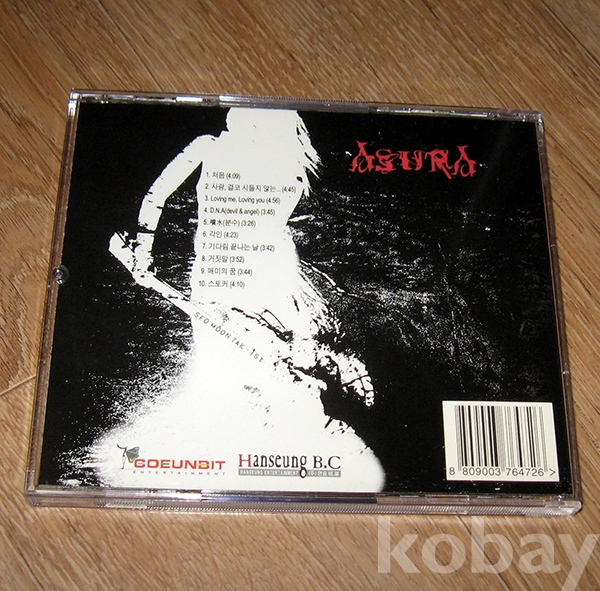 ASURA
1. 처음 (4:09)
2. 사랑, 결코 시들지 않는... (4:45)
3. Loving me, Loving you (4:56)
4. D.N.A(devil & angel) (3:45)
5. 噴水(분수) (3:26)
6. 각인 (4:23)
7. 기다림 끝나는 날 (3:42)
8. 거짓말 (3:52)
9. 매미의 꿈 (3:44)
10. 스토커 (4:10)
SEO MOON TAK . 1ST
GOEUNBIT
ENTERTAINMENT
Hanseung B.C
HANSEUNG ENTERTAINMENT
8 809003 764726
kobay